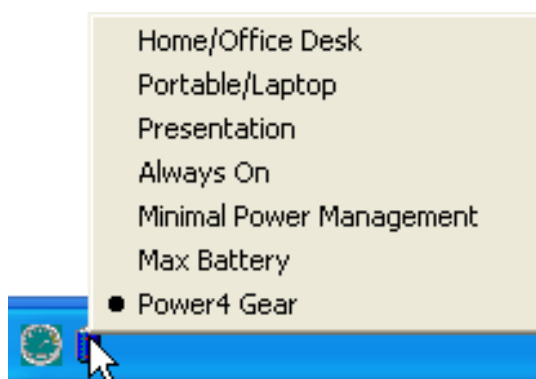 Home/Office Desk
Portable/Laptop
Presentation
Always On
Minimal Power Management
Max Battery
Power4 Gear